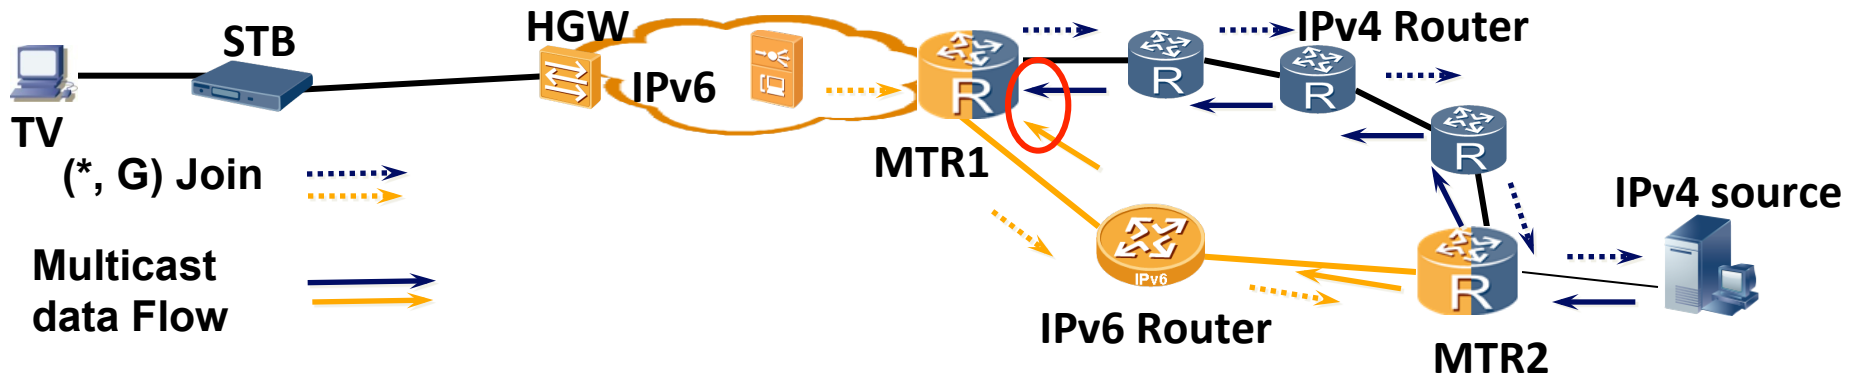 HGW
IPv4 Router
STB
IPv6
R
R
R
TV
MTR1
R
(*, G) Join
IPv4 source
Multicast
data Flow
IPv6
R
IPv6 Router
MTR2